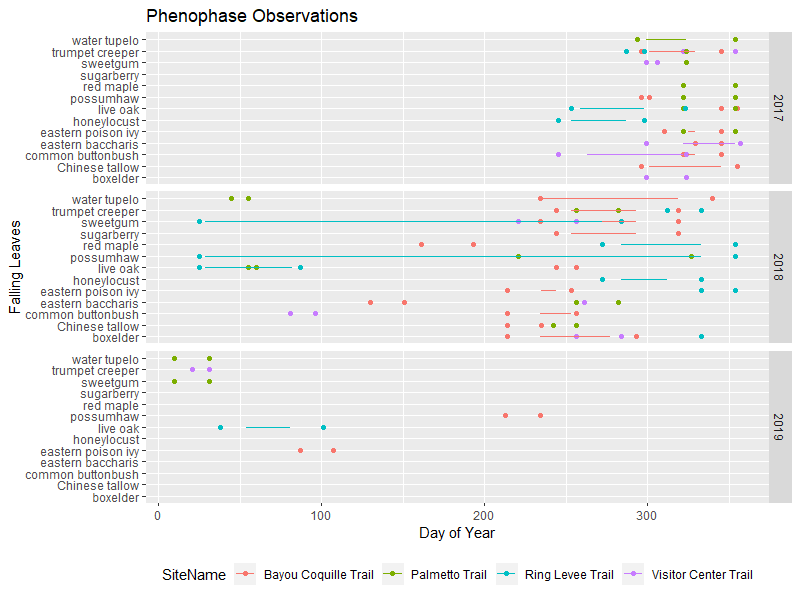 Phenophase Observations
Falling Leaves
water tupelo
trumpet creeper
sweetgum
sugarberry
red maple
possumhaw
live oak
honeylocust
eastern poison ivy
eastern baccharis
common buttonbush
Chinese tallow
boxelder
2017
water tupelo
trumpet creeper
sweetgum
sugarberry
red maple
possumhaw
live oak
honeylocust
eastern poison ivy
eastern baccharis
common buttonbush
Chinese tallow
boxelder
2018
water tupelo
trumpet creeper
sweetgum
sugarberry
red maple
possumhaw
live oak
honeylocust
eastern poison ivy
eastern baccharis
common buttonbush
Chinese tallow
boxelder
2019
0 100 200 300
Day of Year
SiteName Bayou Coquille Trail Palmetto Trail Ring Levee Trail Visitor Center Trail